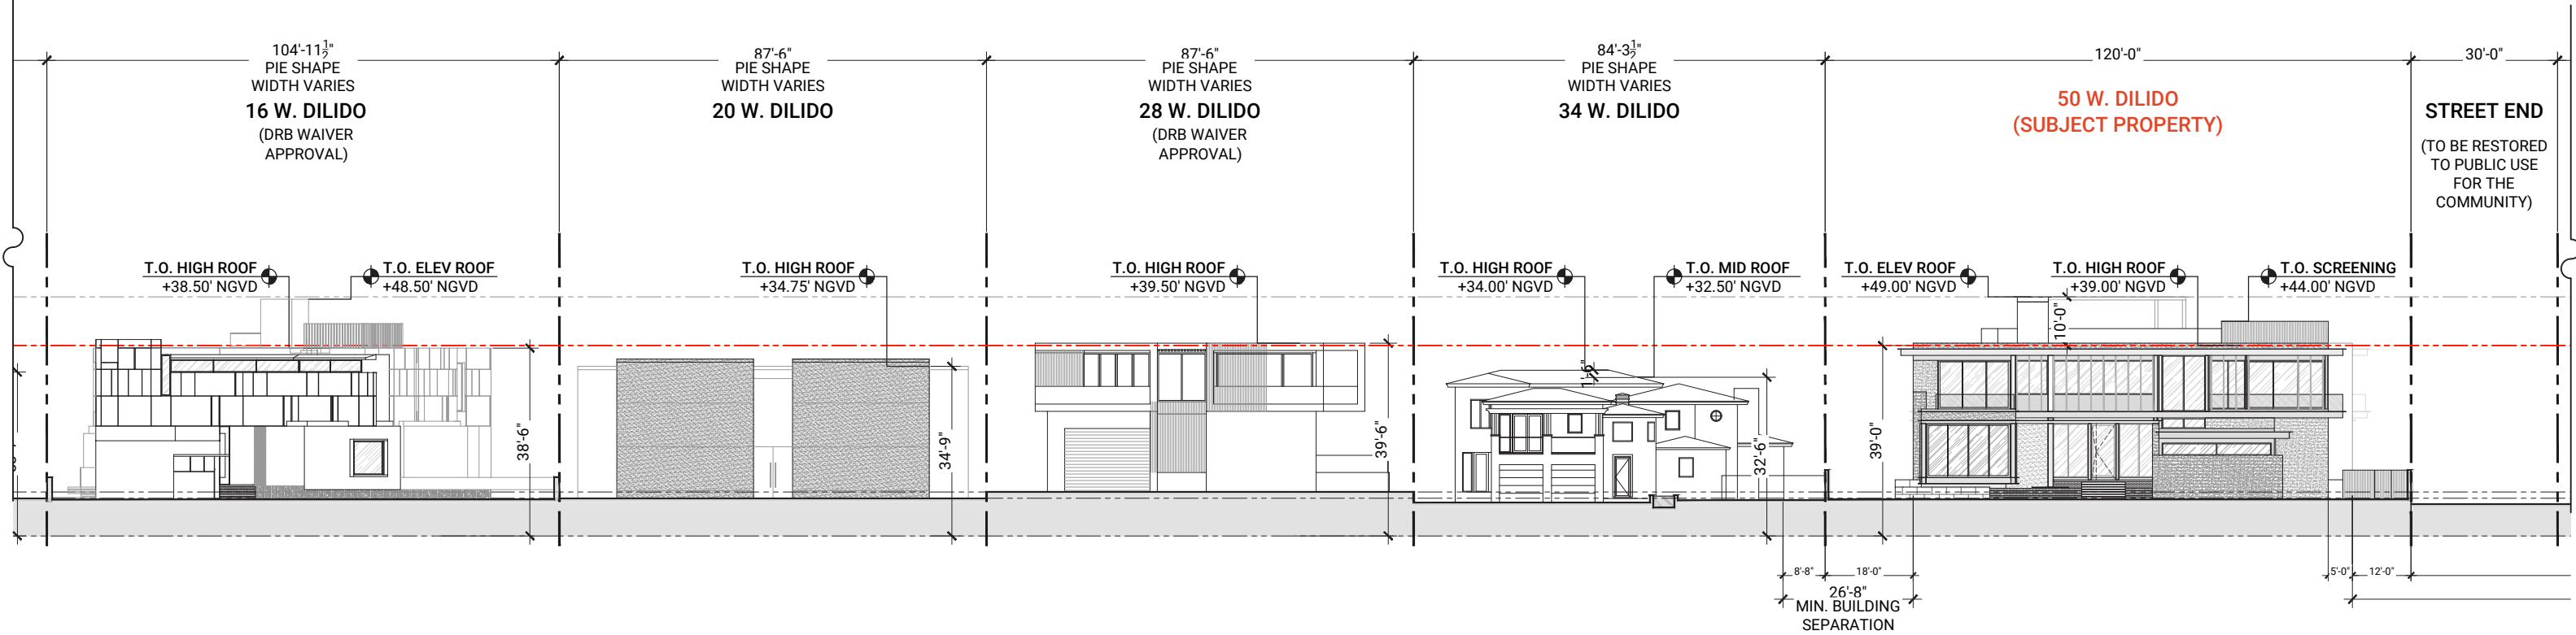 104'-11 1/2"
PIE SHAPE
WIDTH VARIES
16 W. DILIDO
(DRB WAIVER
APPROVAL)
87'-6"
PIE SHAPE
WIDTH VARIES
20 W. DILIDO
87'-6"
PIE SHAPE
WIDTH VARIES
28 W. DILIDO
(DRB WAIVER
APPROVAL)
84'-3 1/2"
PIE SHAPE
WIDTH VARIES
34 W. DILIDO
120'-0"
50 W. DILIDO
(SUBJECT PROPERTY)
30'-0"
STREET END
(TO BE RESTORED
TO PUBLIC USE
FOR THE
COMMUNITY)
T.O. HIGH ROOF
+38.50' NGVD
T.O. ELEV ROOF
+48.50' NGVD
T.O. HIGH ROOF
+34.75' NGVD
T.O. HIGH ROOF
+39.50' NGVD
T.O. HIGH ROOF
+34.00' NGVD
T.O. MID ROOF
+32.50' NGVD
T.O. ELEV ROOF
+49.00' NGVD
T.O. HIGH ROOF
+39.00' NGVD
T.O. SCREENING
+44.00' NGVD
38'-6"
34'-9"
39'-6"
1'-6"
32'-6"
39'-0"
10'-0"
8'-8"
18'-0"
5'-0"
12'-0"
26'-8"
MIN. BUILDING
SEPARATION